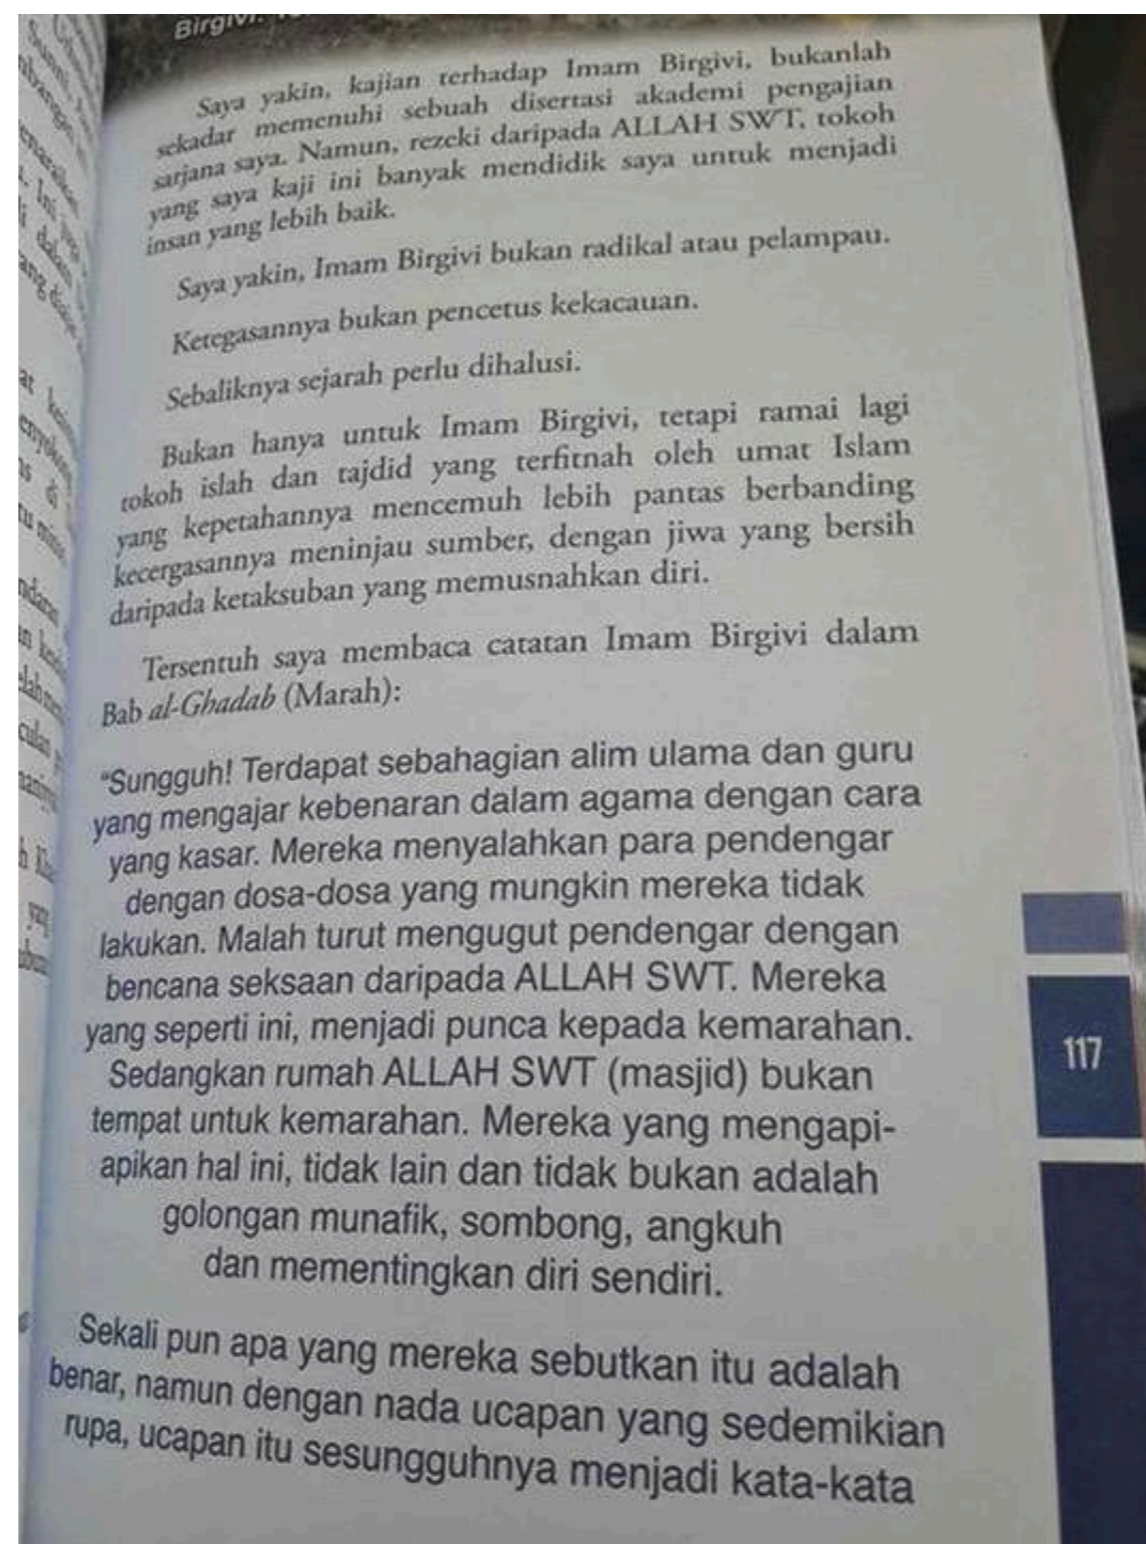 Birgivi:
Saya yakin, kajian terhadap Imam Birgivi, bukanlah
sekadar memenuhi sebuah disertasi akademi pengajian
sarjana saya. Namun, rezeki daripada ALLAH SWT, tokoh
yang saya kaji ini banyak mendidik saya untuk menjadi
insan yang lebih baik.
Saya yakin, Imam Birgivi bukan radikal atau pelampau.
Ketegasannya bukan pencetus kekacauan.
Sebaliknya sejarah perlu dihalusi.
Bukan hanya untuk Imam Birgivi, tetapi ramai lagi
tokoh islah dan tajdid yang terfitnah oleh umat Islam
yang kepetahannya mencemuh lebih pantas berbanding
kecergasannya meninjau sumber, dengan jiwa yang bersih
daripada ketaksuban yang memusnahkan diri.
Tersentuh saya membaca catatan Imam Birgivi dalam
Bab al-Ghadab (Marah):
“Sungguh! Terdapat sebahagian alim ulama dan guru
yang mengajar kebenaran dalam agama dengan cara
yang kasar. Mereka menyalahkan para pendengar
dengan dosa-dosa yang mungkin mereka tidak
lakukan. Malah turut mengugut pendengar dengan
bencana seksaan daripada ALLAH SWT. Mereka
yang seperti ini, menjadi punca kepada kemarahan.
Sedangkan rumah ALLAH SWT (masjid) bukan
tempat untuk kemarahan. Mereka yang mengapi-
apikan hal ini, tidak lain dan tidak bukan adalah
golongan munafik, sombong, angkuh
dan mementingkan diri sendiri.
Sekali pun apa yang mereka sebutkan itu adalah
benar, namun dengan nada ucapan yang sedemikian
rupa, ucapan itu sesungguhnya menjadi kata-kata
117